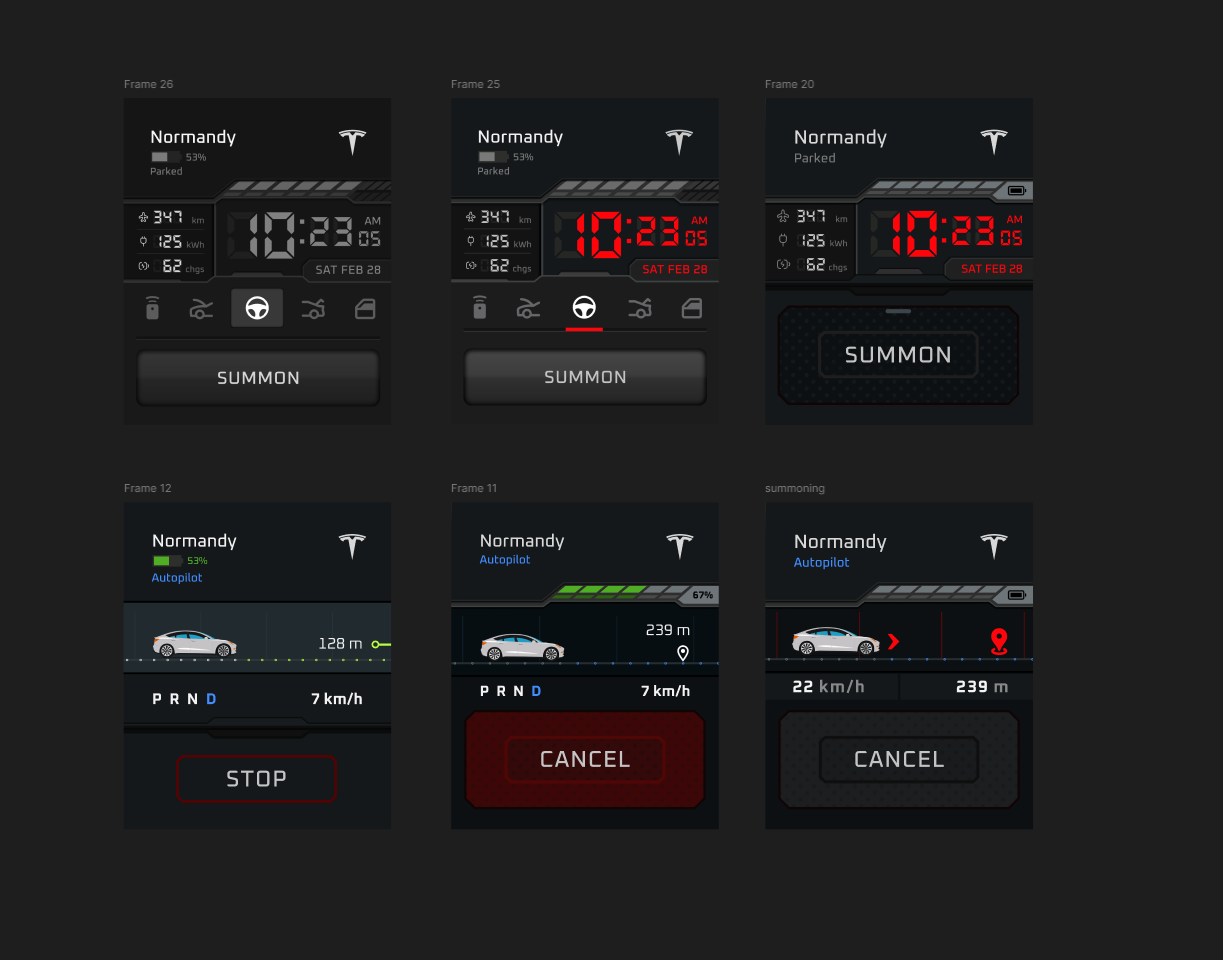 Frame 26
Normandy
53%
Parked
347 km
125 kWh
62 chgs
10:23 AM 05
SAT FEB 28
SUMMON
Frame 25
Normandy
53%
Parked
347 km
125 kWh
62 chgs
10:23 AM 05
SAT FEB 28
SUMMON
Frame 20
Normandy
Parked
347 km
125 kWh
62 chgs
10:23 AM 05
SAT FEB 28
SUMMON
Frame 12
Normandy
53%
Autopilot
128 m
P R N D 7 km/h
STOP
Frame 11
Normandy
Autopilot
67%
239 m
P R N D 7 km/h
CANCEL
summoning
Normandy
Autopilot
22 km/h 239 m
CANCEL